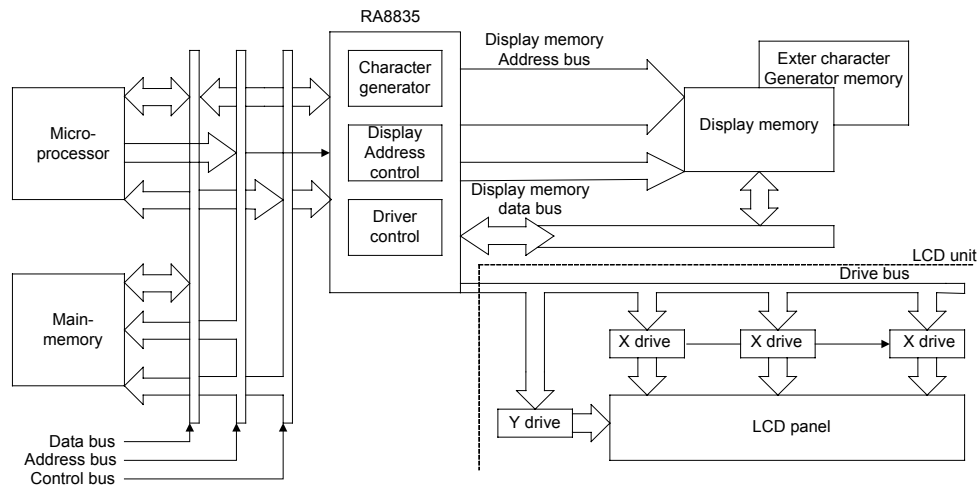 RA8835
Display memory
Address bus
Exter character
Generator memory
Character
generator
Micro-
processor
Display
Address
control
Display memory
Display memory
data bus
Driver
control
LCD unit
Drive bus
Main-
memory
X drive
X drive
X drive
Y drive
LCD panel
Data bus
Address bus
Control bus